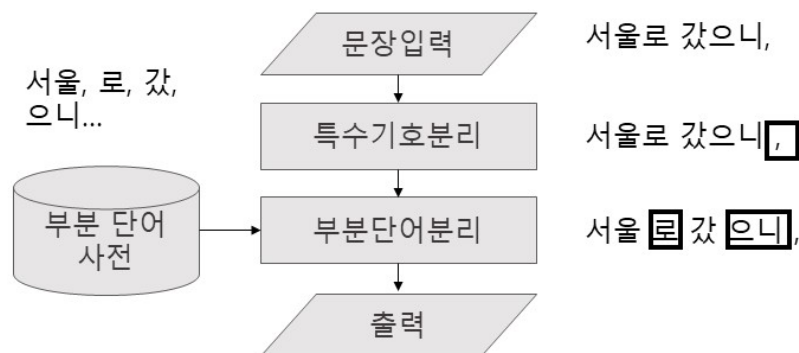 문장입력
서울로 갔으니,
서울, 로, 갔,
으니...
특수기호분리
서울로 갔으니 ,
부분 단어
사전
부분단어분리
서울 로 갔 으니 ,
출력